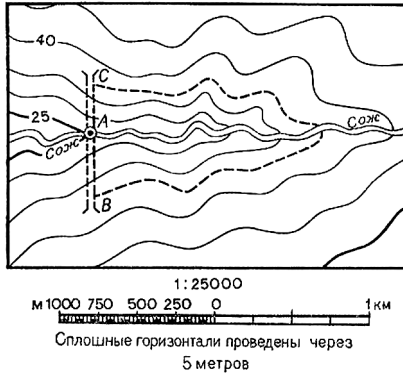 40
C
25
A
Сож
Сож
B
1:25000
м 1000 750 500 250 0 1 км
Сплошные горизонтали проведены через
5 метров